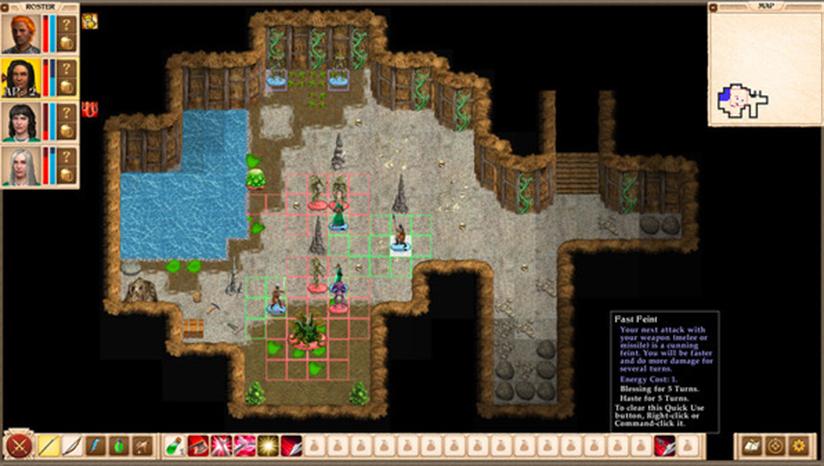 ROSTER
MAP
?
?
AP: 2
?
?
Fast Feint
Your next attack with
your weapon (melee or
missile) is a cunning
feint. You will be faster
and do more damage for
several turns.
Energy Cost: 1.
Blessing for 5 Turns.
Haste for 5 Turns.
To clear this Quick Use
button, Right-click or
Command-click it.